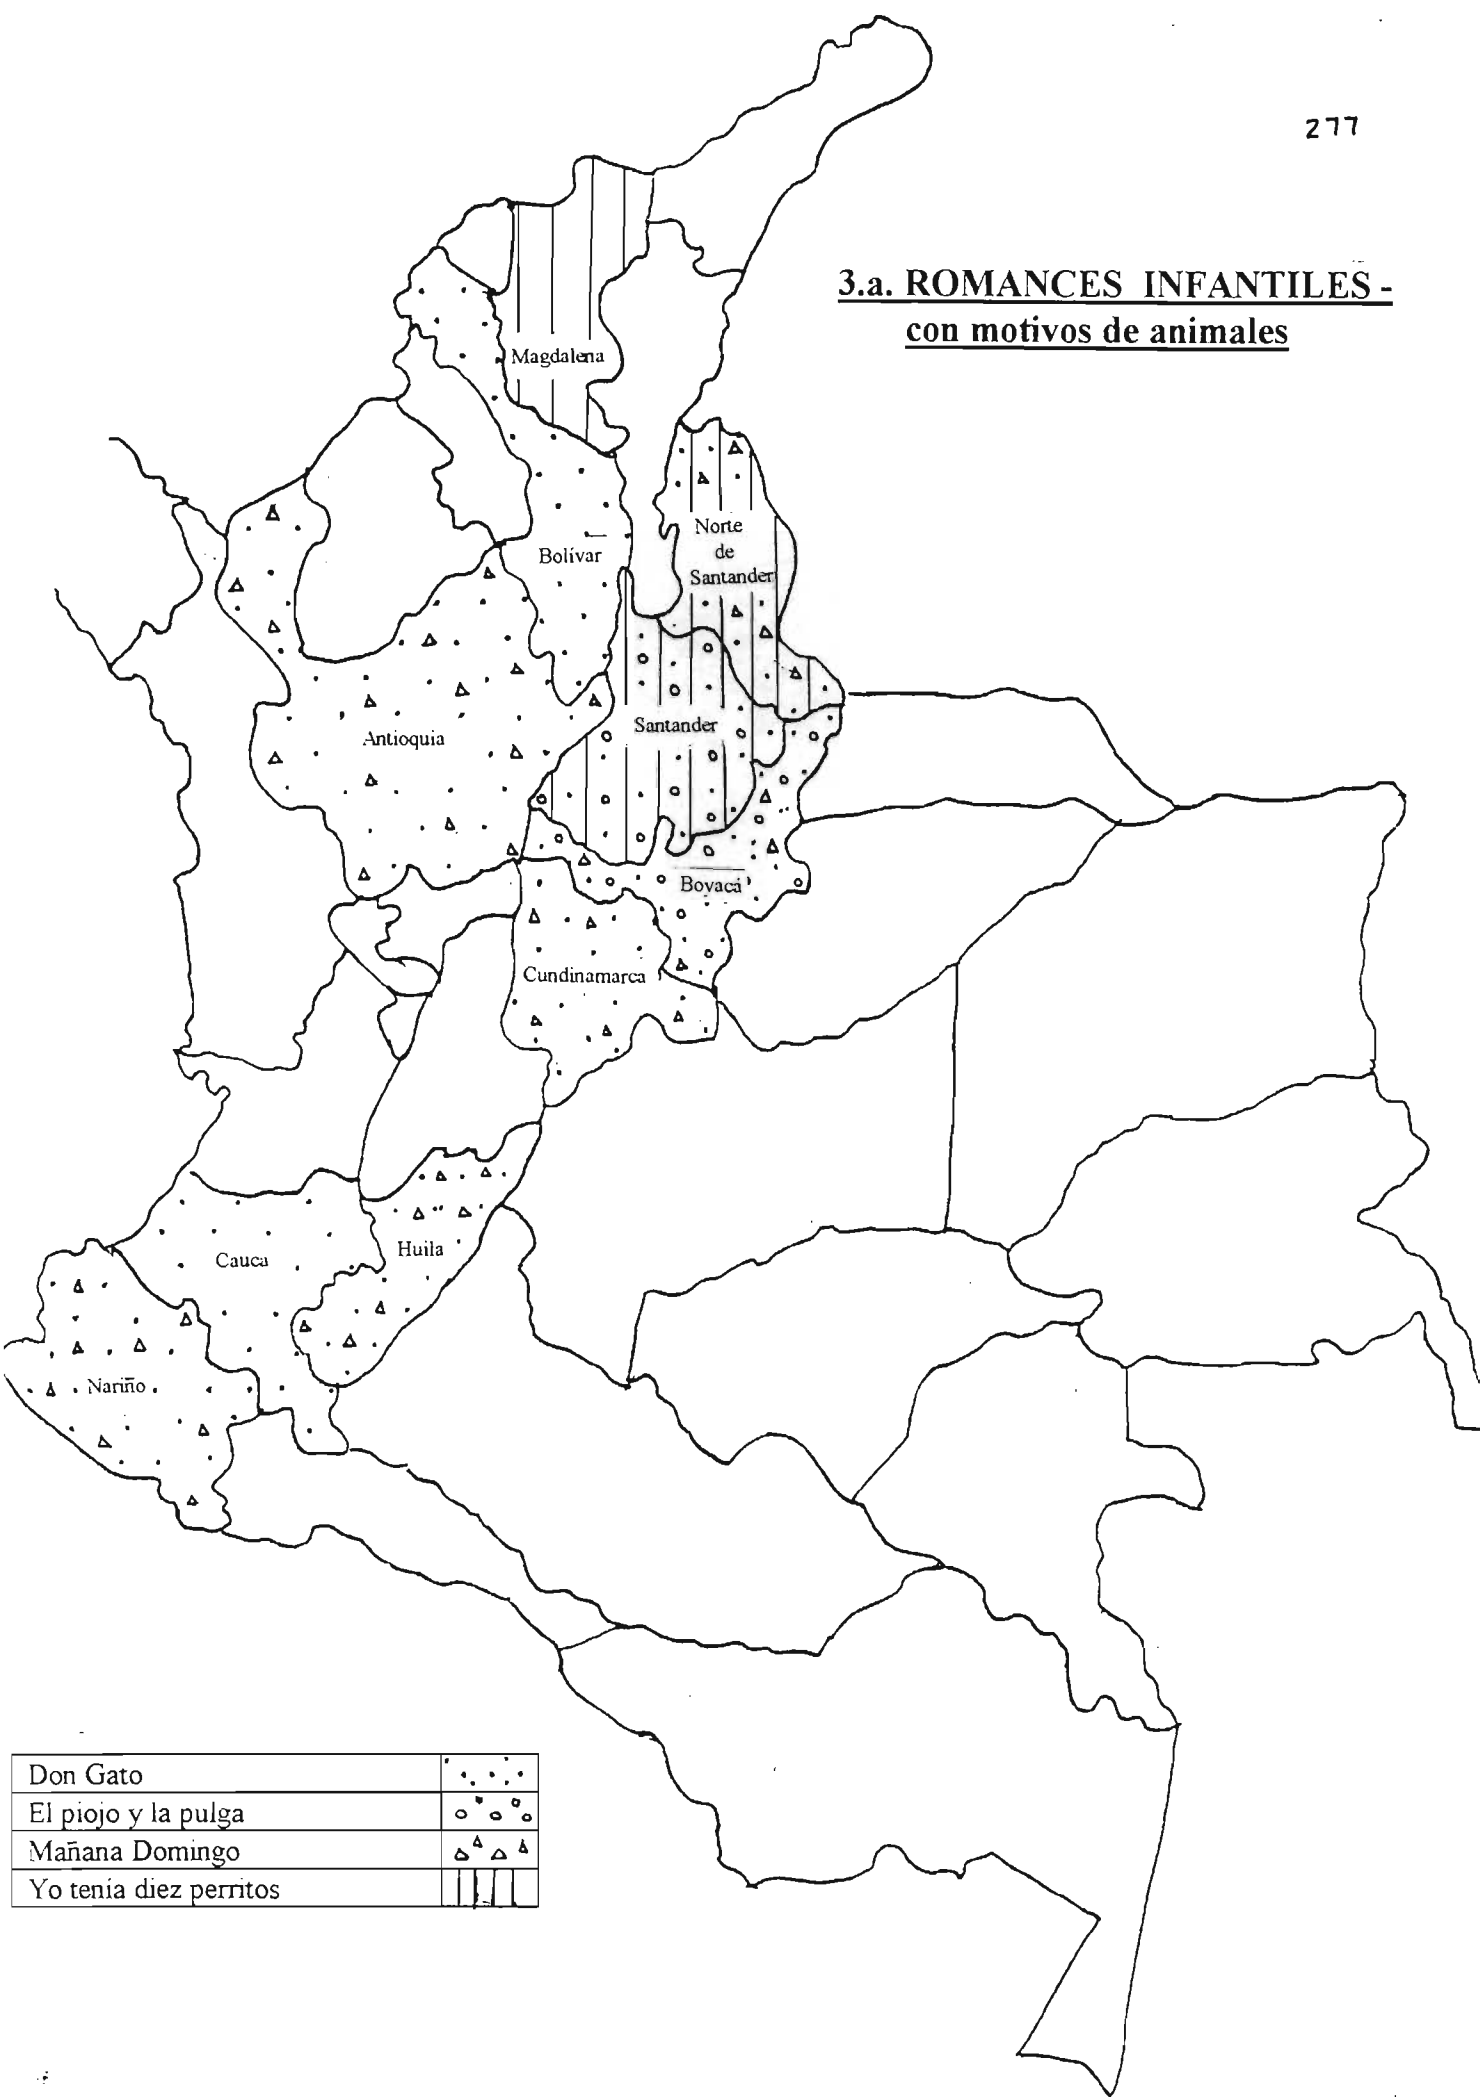 277
3.a. ROMANCES INFANTILES -
con motivos de animales
Magdalena
Norte
de
Santander
Bolívar
Santander
Antioquia
Boyacá
Cundinamarca
Huila
Cauca
Nariño
Don Gato
El piojo y la pulga
Mañana Domingo
Yo tenía diez perritos